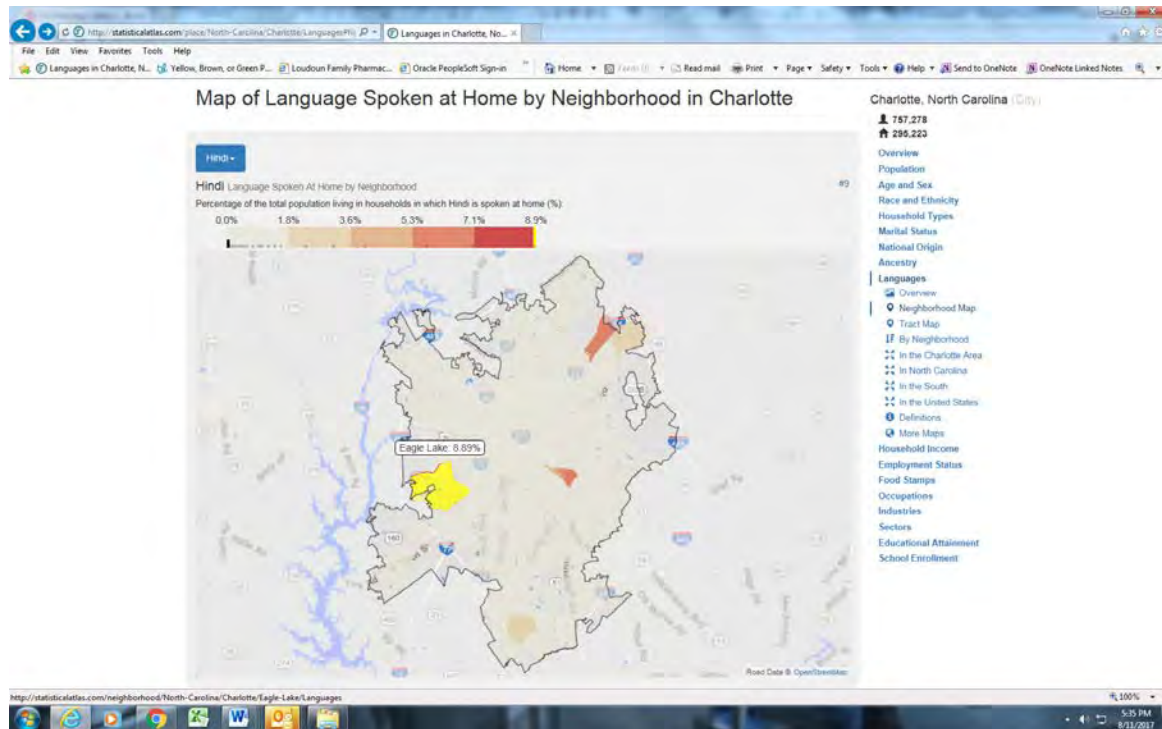 http://statisticalatlas.com/place/North-Carolina/Charlotte/Languages
Languages in Charlotte, No...
File Edit View Favorites Tools Help
Languages in Charlotte, N... Yellow, Brown, or Green P... Loudoun Family Pharmac... Oracle PeopleSoft Sign-in Home Read mail Print Page Safety Tools Help Send to OneNote OneNote Linked Notes
Map of Language Spoken at Home by Neighborhood in Charlotte
Hindi
Hindi Language Spoken At Home by Neighborhood #9
Percentage of the total population living in households in which Hindi is spoken at home (%):
0.0% 1.8% 3.6% 5.3% 7.1% 8.9%
Eagle Lake: 8.89%
160
Road Data © OpenStreetMap
Charlotte, North Carolina (City)
757,278
295,223
Overview
Population
Age and Sex
Race and Ethnicity
Household Types
Marital Status
National Origin
Ancestry
Languages
Overview
Neighborhood Map
Tract Map
By Neighborhood
In the Charlotte Area
In North Carolina
In the South
In the United States
Definitions
More Maps
Household Income
Employment Status
Food Stamps
Occupations
Industries
Sectors
Educational Attainment
School Enrollment
http://statisticalatlas.com/neighborhood/North-Carolina/Charlotte/Eagle-Lake/Languages
100%
5:35 PM
8/11/2017